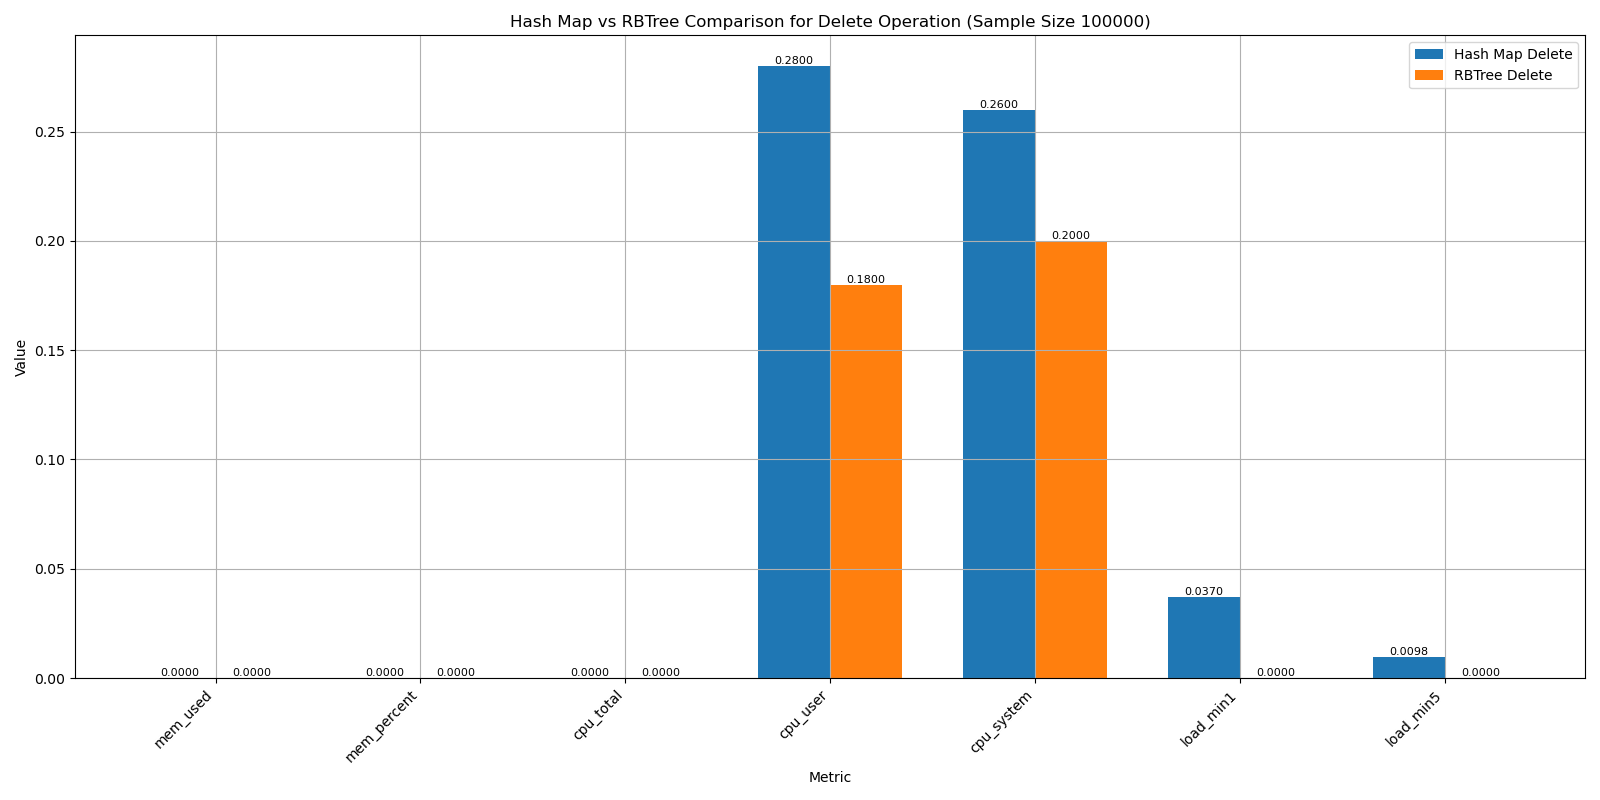 Hash Map vs RBTree Comparison for Delete Operation (Sample Size 100000)
Hash Map Delete
RBTree Delete
Value
0.25
0.20
0.15
0.10
0.05
0.00
0.0000
0.0000
0.0000
0.0000
0.0000
0.0000
0.2800
0.1800
0.2600
0.2000
0.0370
0.0000
0.0098
0.0000
mem_used
mem_percent
cpu_total
cpu_user
cpu_system
load_min1
load_min5
Metric